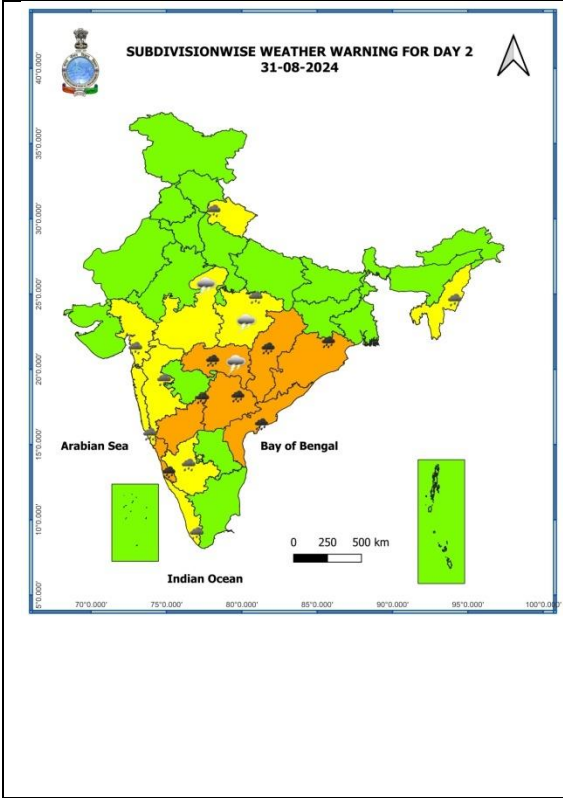 SUBDIVISIONWISE WEATHER WARNING FOR DAY 2
31-08-2024
40°0.000'
35°0.000'
30°0.000'
25°0.000'
20°0.000'
15°0.000'
10°0.000'
5°0.000'
Arabian Sea
Bay of Bengal
0 250 500 km
Indian Ocean
70°0.000' 75°0.000' 80°0.000' 85°0.000' 90°0.000' 95°0.000' 100°0.000'